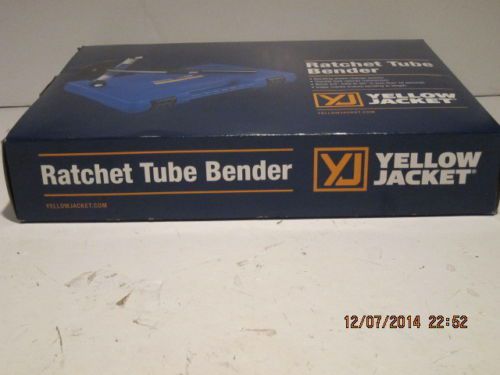 Ratchet Tube
Bender
YJ YELLOW
JACKET
YELLOWJACKET.COM
Ratchet Tube Bender
YELLOWJACKET.COM
YJ YELLOW
JACKET®
12/07/2014 22:52